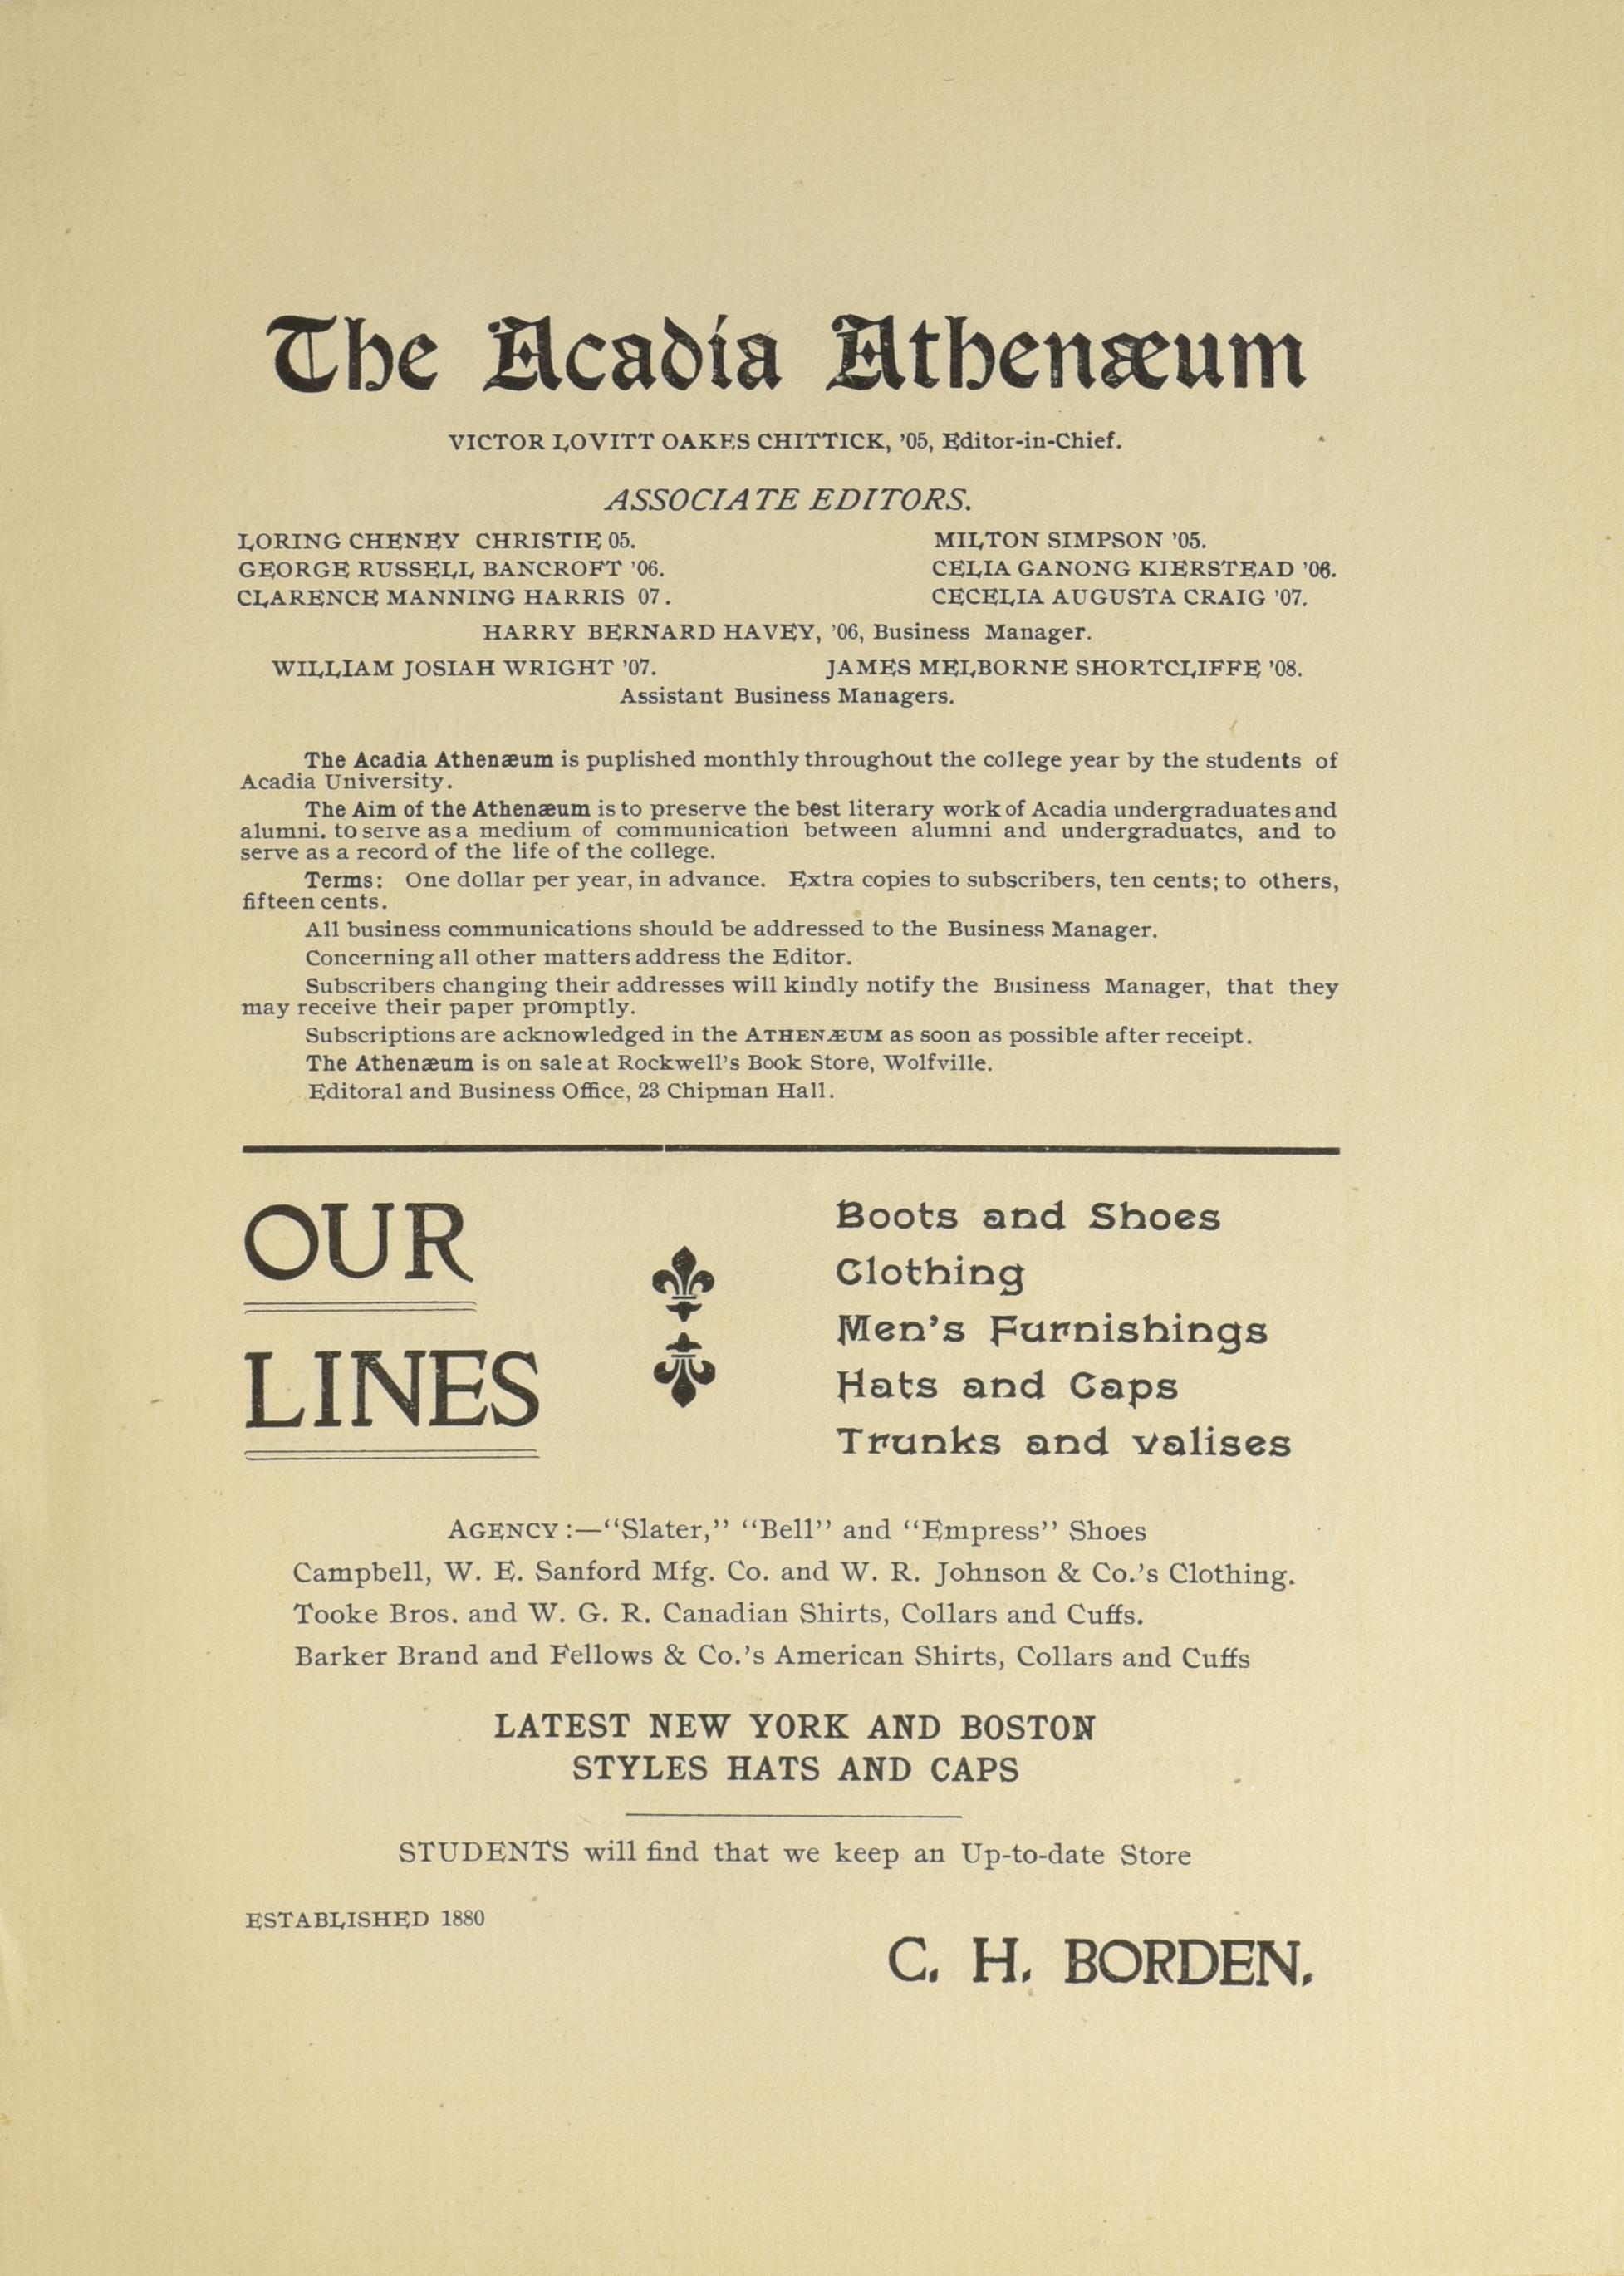 The Acadia Athenæum
VICTOR LOVITT OAKES CHITTICK, '05, Editor-in-Chief.
ASSOCIATE EDITORS.
LORING CHENEY CHRISTIE 05. MILTON SIMPSON '05.
GEORGE RUSSELL BANCROFT '06. CELIA GANONG KIERSTEAD '06.
CLARENCE MANNING HARRIS 07. CECELIA AUGUSTA CRAIG '07.
HARRY BERNARD HAVEY, '06, Business Manager.
WILLIAM JOSIAH WRIGHT '07. JAMES MELBORNE SHORTCLIFFE '08.
Assistant Business Managers.
The Acadia Athenæum is puplished monthly throughout the college year by the students of
Acadia University.
The Aim of the Athenæum is to preserve the best literary work of Acadia undergraduates and
alumni. to serve as a medium of communication between alumni and undergraduatcs, and to
serve as a record of the life of the college.
Terms: One dollar per year, in advance. Extra copies to subscribers, ten cents; to others,
fifteen cents.
All business communications should be addressed to the Business Manager.
Concerning all other matters address the Editor.
Subscribers changing their addresses will kindly notify the Business Manager, that they
may receive their paper promptly.
Subscriptions are acknowledged in the ATHENÆUM as soon as possible after receipt.
The Athenæum is on sale at Rockwell's Book Store, Wolfville.
Editoral and Business Office, 23 Chipman Hall.
OUR
LINES
Boots and Shoes
Clothing
Men's Furnishings
Hats and Caps
Trunks and valises
AGENCY :—"Slater," "Bell" and "Empress" Shoes
Campbell, W. E. Sanford Mfg. Co. and W. R. Johnson & Co.'s Clothing.
Tooke Bros. and W. G. R. Canadian Shirts, Collars and Cuffs.
Barker Brand and Fellows & Co.'s American Shirts, Collars and Cuffs
LATEST NEW YORK AND BOSTON
STYLES HATS AND CAPS
STUDENTS will find that we keep an Up-to-date Store
ESTABLISHED 1880
C. H. BORDEN.